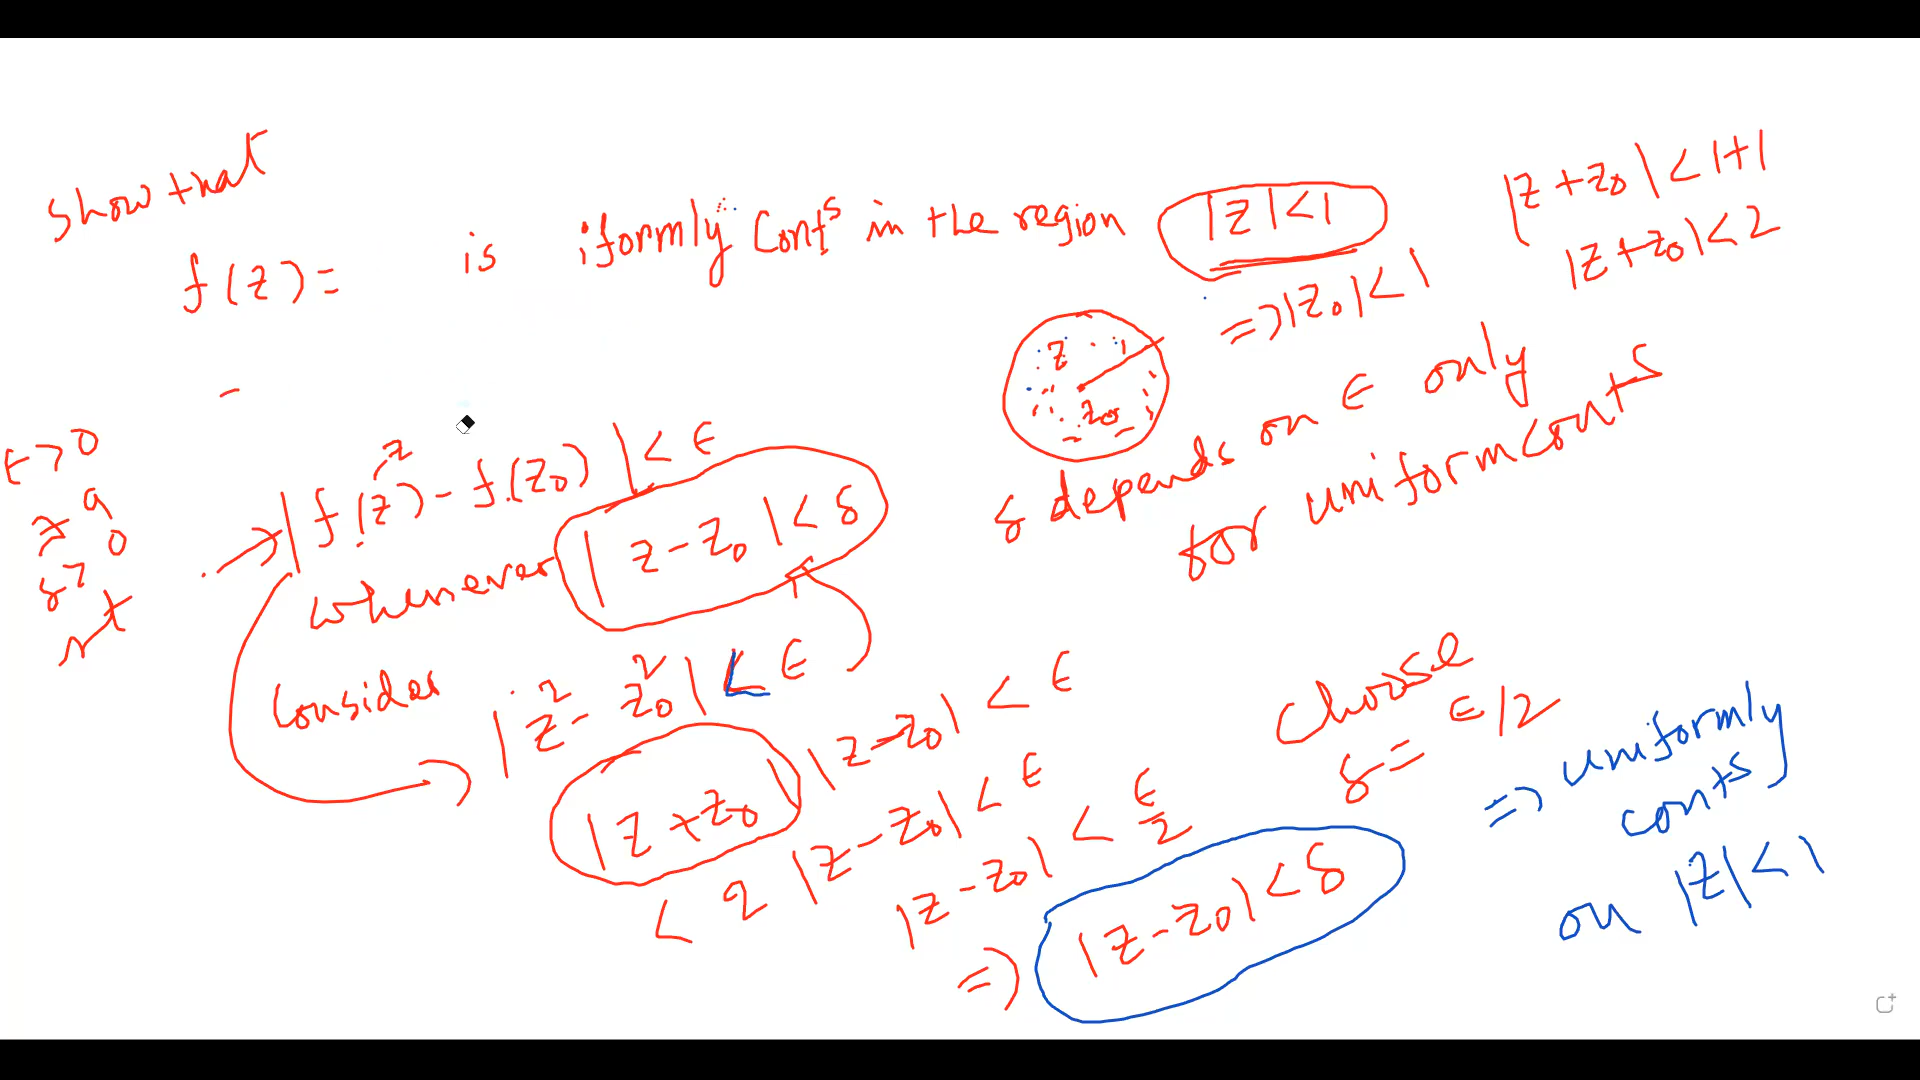 show that
f(z) = is iformly Conts in the region |z|<1
=> |z0|<1
|z+z0|<1+1
|z+z0|<2
z
1
z0
δ depends on ϵ only
for uniform conts
ϵ>0
δ>0
|f(z) - f(z0)| < ϵ
whenever |z-z0|<δ
Consider
|z²-z0²| < ϵ
|z+z0| |z-z0| < ϵ
< 2 |z-z0| < ϵ
|z-z0| < ϵ/2
=> |z-z0|<δ
Choose
δ = ϵ/2
=> uniformly
conts
on |z|<1